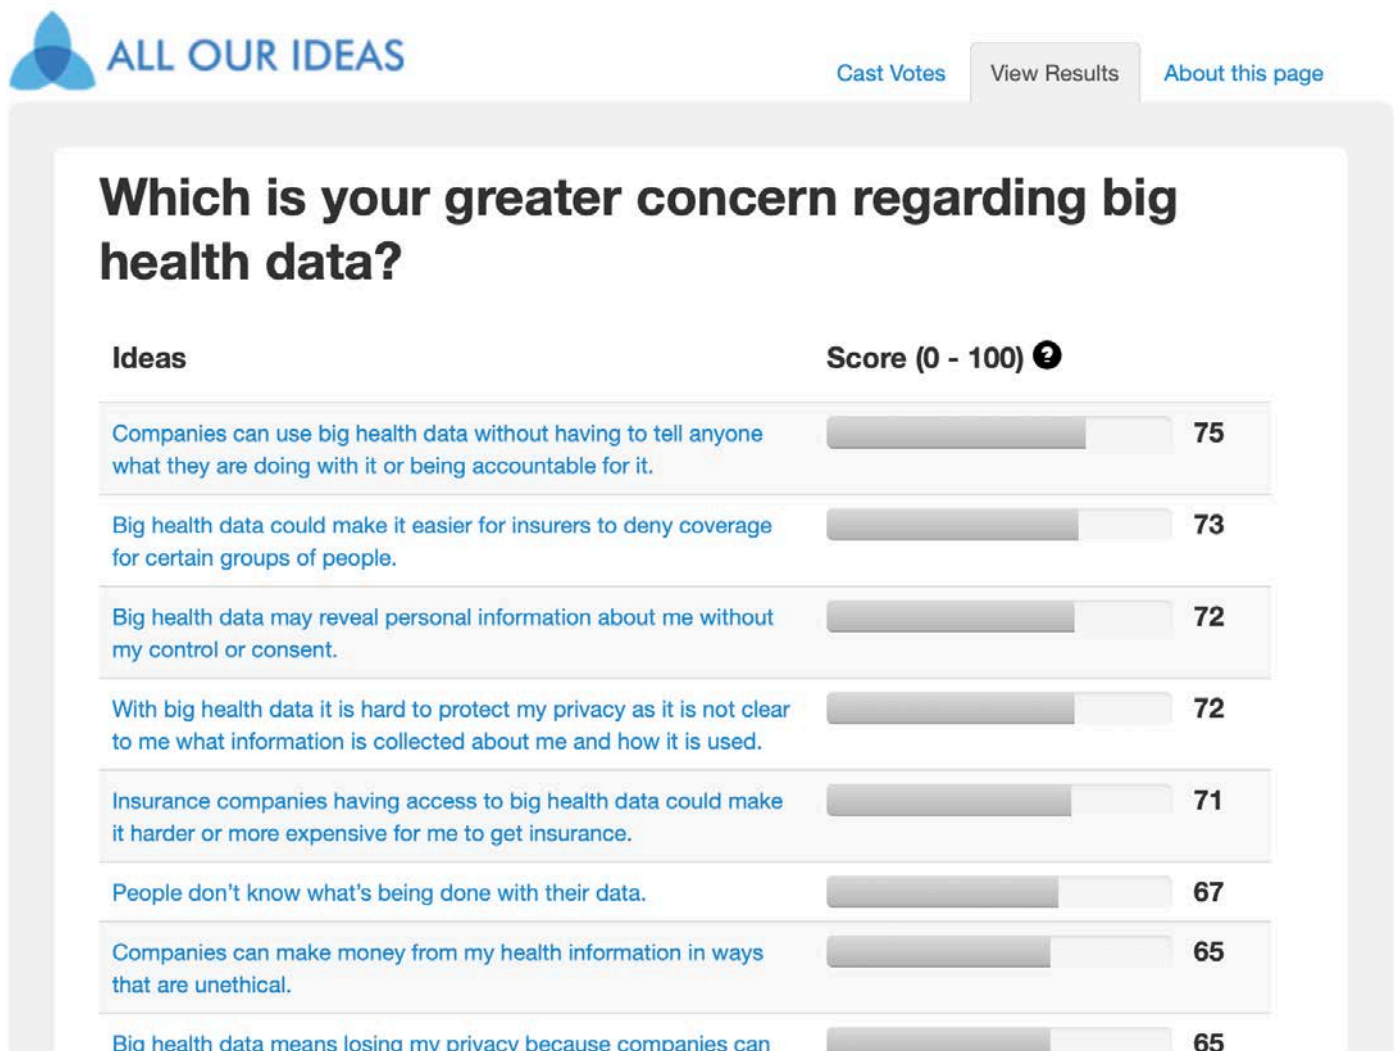 ALL OUR IDEAS
Cast Votes View Results About this page
Which is your greater concern regarding big
health data?
Ideas Score (0 - 100) ?
Companies can use big health data without having to tell anyone
what they are doing with it or being accountable for it.
75
Big health data could make it easier for insurers to deny coverage
for certain groups of people.
73
Big health data may reveal personal information about me without
my control or consent.
72
With big health data it is hard to protect my privacy as it is not clear
to me what information is collected about me and how it is used.
72
Insurance companies having access to big health data could make
it harder or more expensive for me to get insurance.
71
People don’t know what’s being done with their data.
67
Companies can make money from my health information in ways
that are unethical.
65
Big health data means losing my privacy because companies can
65